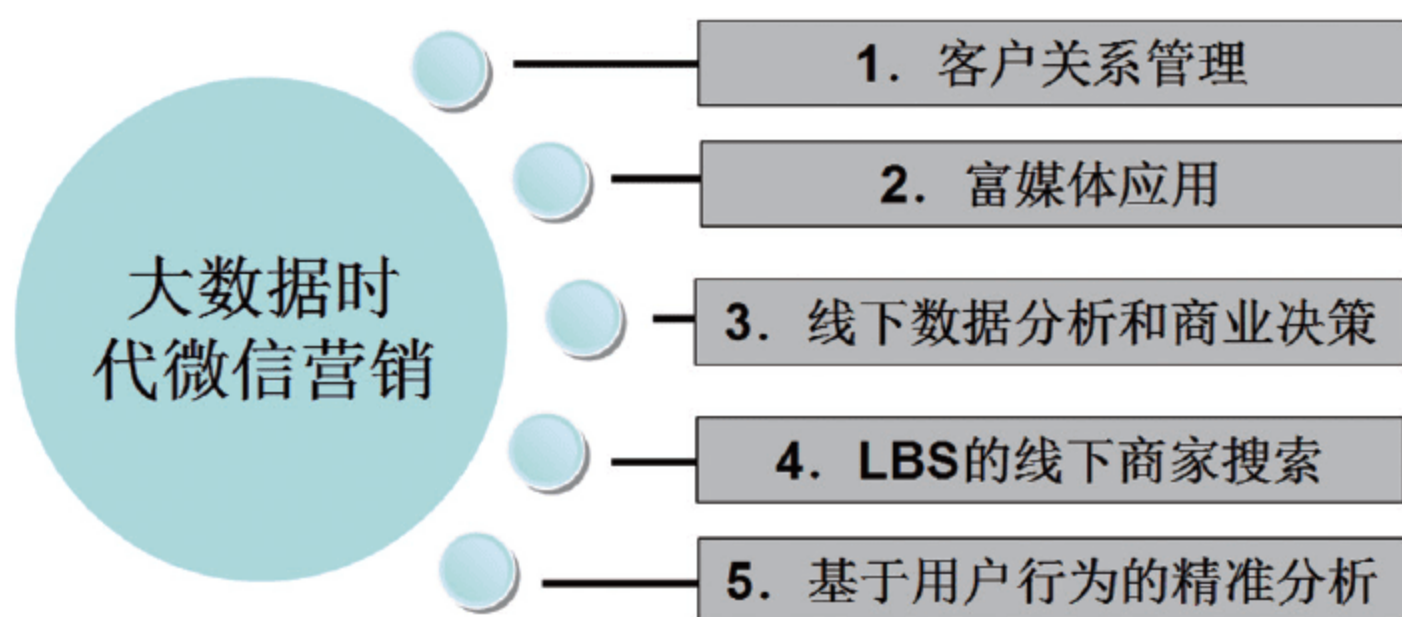 大数据时
代微信营销
1. 客户关系管理
2. 富媒体应用
3. 线下数据分析和商业决策
4. LBS的线下商家搜索
5. 基于用户行为的精准分析